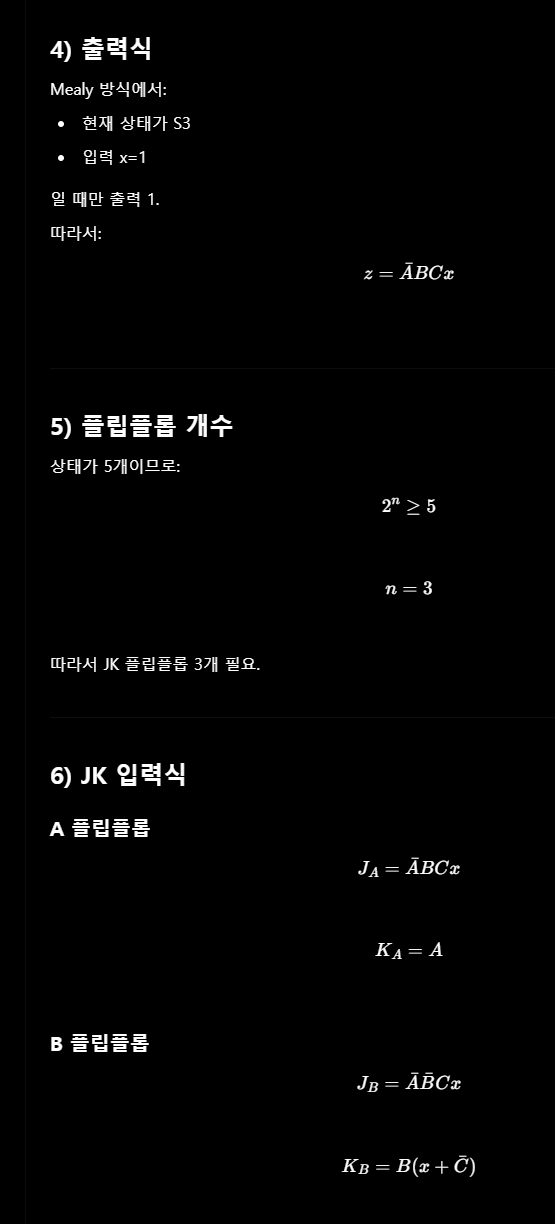 4) 출력식
Mealy 방식에서:
• 현재 상태가 S3
• 입력 x=1
일 때만 출력 1.
따라서:
z = ĀBCx
5) 플립플롭 개수
상태가 5개이므로:
2ⁿ ≥ 5
n = 3
따라서 JK 플립플롭 3개 필요.
6) JK 입력식
A 플립플롭
J_A = ĀBCx
K_A = A
B 플립플롭
J_B = ĀB̄Cx
K_B = B(x + C̄)